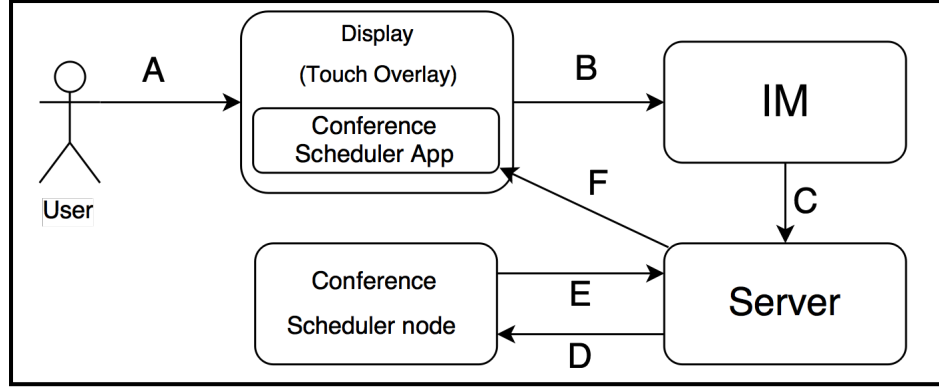 A
Display
(Touch Overlay)
Conference
Scheduler App
B
IM
User
F
C
Conference
Scheduler node
E
D
Server